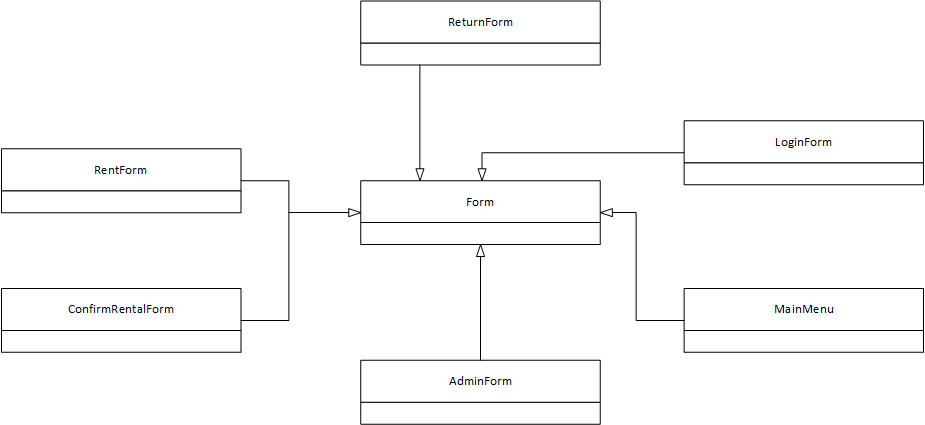 ReturnForm
LoginForm
RentForm
Form
ConfirmRentalForm
MainMenu
AdminForm